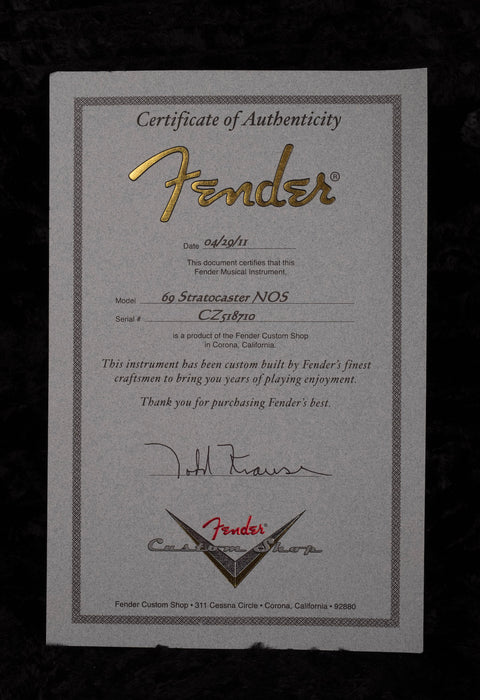 Certificate of Authenticity
Fender®
Date 04/29/11
This document certifies that this
Fender Musical Instrument,
Model 69 Stratocaster NOS
Serial # CZ518710
is a product of the Fender Custom Shop
in Corona, California.
This instrument has been custom built by Fender's finest
craftsmen to bring you years of playing enjoyment.
Thank you for purchasing Fender's best.
Todd Krause
Fender®
Custom Shop
Fender Custom Shop • 311 Cessna Circle • Corona, California • 92880